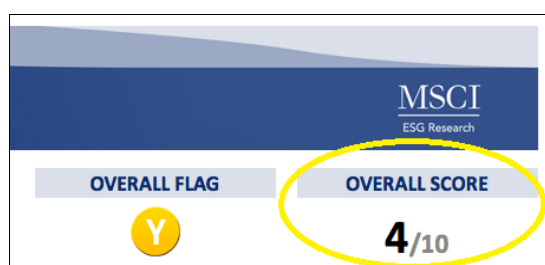 MSCI
ESG Research
OVERALL FLAG
OVERALL SCORE
Y
4/10